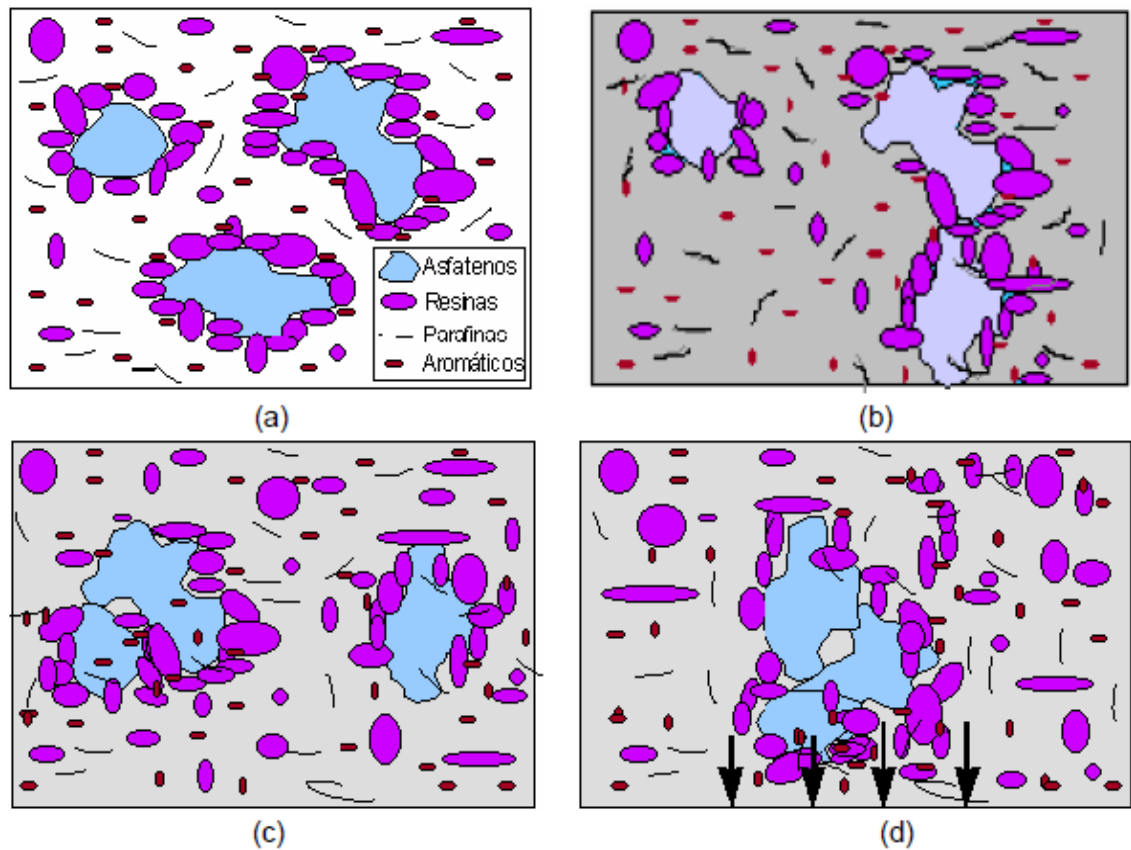 Asfatenos
Resinas
Parafinas
Aromáticos
(a)
(b)
(c)
(d)